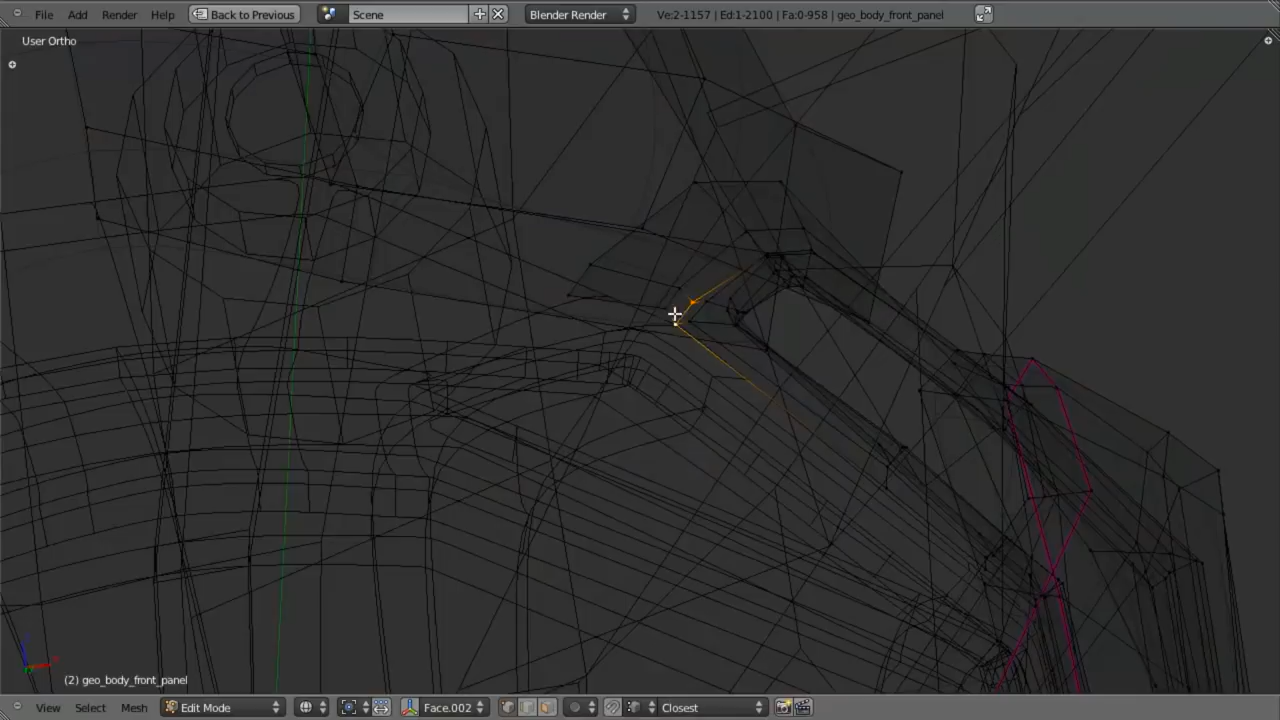 File Add Render Help Back to Previous Scene Blender Render Ve:2-1157 | Ed:1-2100 | Fa:0-958 | geo_body_front_panel
User Ortho
(2) geo_body_front_panel
View Select Mesh Edit Mode Face.002 Closest